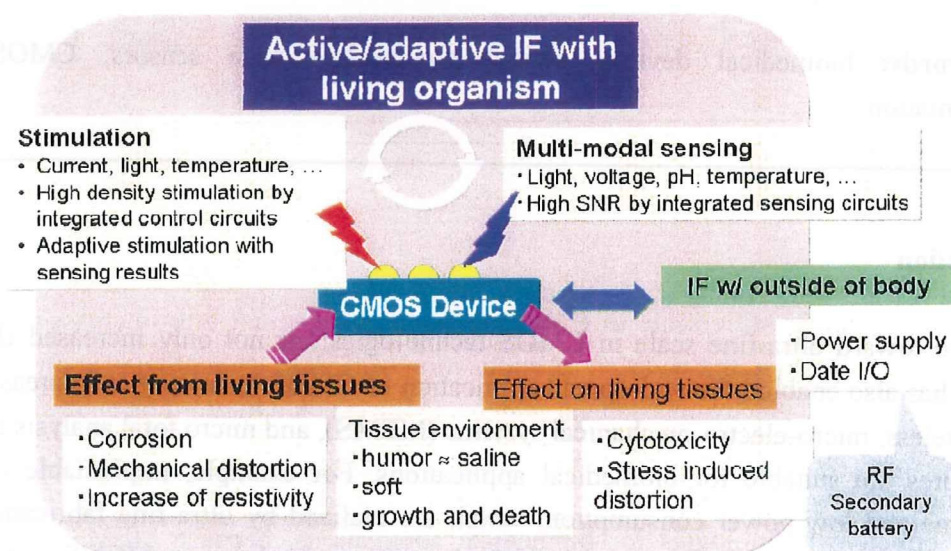 Active/adaptive IF with
living organism
Stimulation
• Current, light, temperature, …
• High density stimulation by
integrated control circuits
• Adaptive stimulation with
sensing results
Multi-modal sensing
・Light, voltage, pH, temperature, …
・High SNR by integrated sensing circuits
CMOS Device
IF w/ outside of body
・Power supply
・Date I/O
RF
Secondary
battery
Effect from living tissues
・Corrosion
・Mechanical distortion
・Increase of resistivity
Tissue environment
・humor ≈ saline
・soft
・growth and death
Effect on living tissues
・Cytotoxicity
・Stress induced
distortion